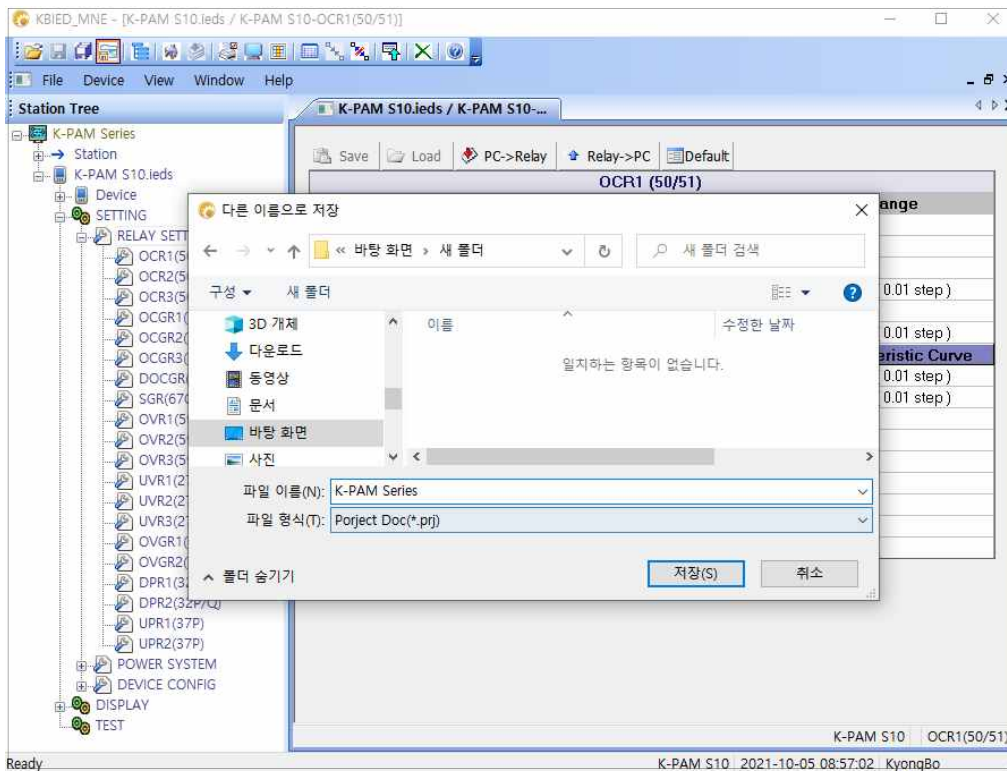 KBIED_MNE - [K-PAM S10.ieds / K-PAM S10-OCR1(50/51)]
File Device View Window Help
Station Tree
K-PAM S10.ieds / K-PAM S10-...
K-PAM Series
Station
K-PAM S10.ieds
Device
SETTING
RELAY SETT
OCR1(5
OCR2(5
OCR3(5
OCGR1(
OCGR2(
OCGR3(
DOCGR(
SGR(67G
OVR1(5
OVR2(5
OVR3(5
UVR1(2
UVR2(2
UVR3(2
OVGR1(
OVGR2(
DPR1(3
DPR2(32P/Q)
UPR1(37P)
UPR2(37P)
POWER SYSTEM
DEVICE CONFIG
DISPLAY
TEST
Save Load PC->Relay Relay->PC Default
OCR1 (50/51)
ange
0.01 step )
0.01 step )
eristic Curve
0.01 step )
0.01 step )
다른 이름으로 저장
« 바탕 화면 › 새 폴더
새 폴더 검색
구성 새 폴더
3D 개체
다운로드
동영상
문서
바탕 화면
사진
이름 수정한 날짜
일치하는 항목이 없습니다.
파일 이름(N): K-PAM Series
파일 형식(T): Porject Doc(*.prj)
폴더 숨기기
저장(S) 취소
K-PAM S10 OCR1(50/51)
Ready K-PAM S10 2021-10-05 08:57:02 KyongBo